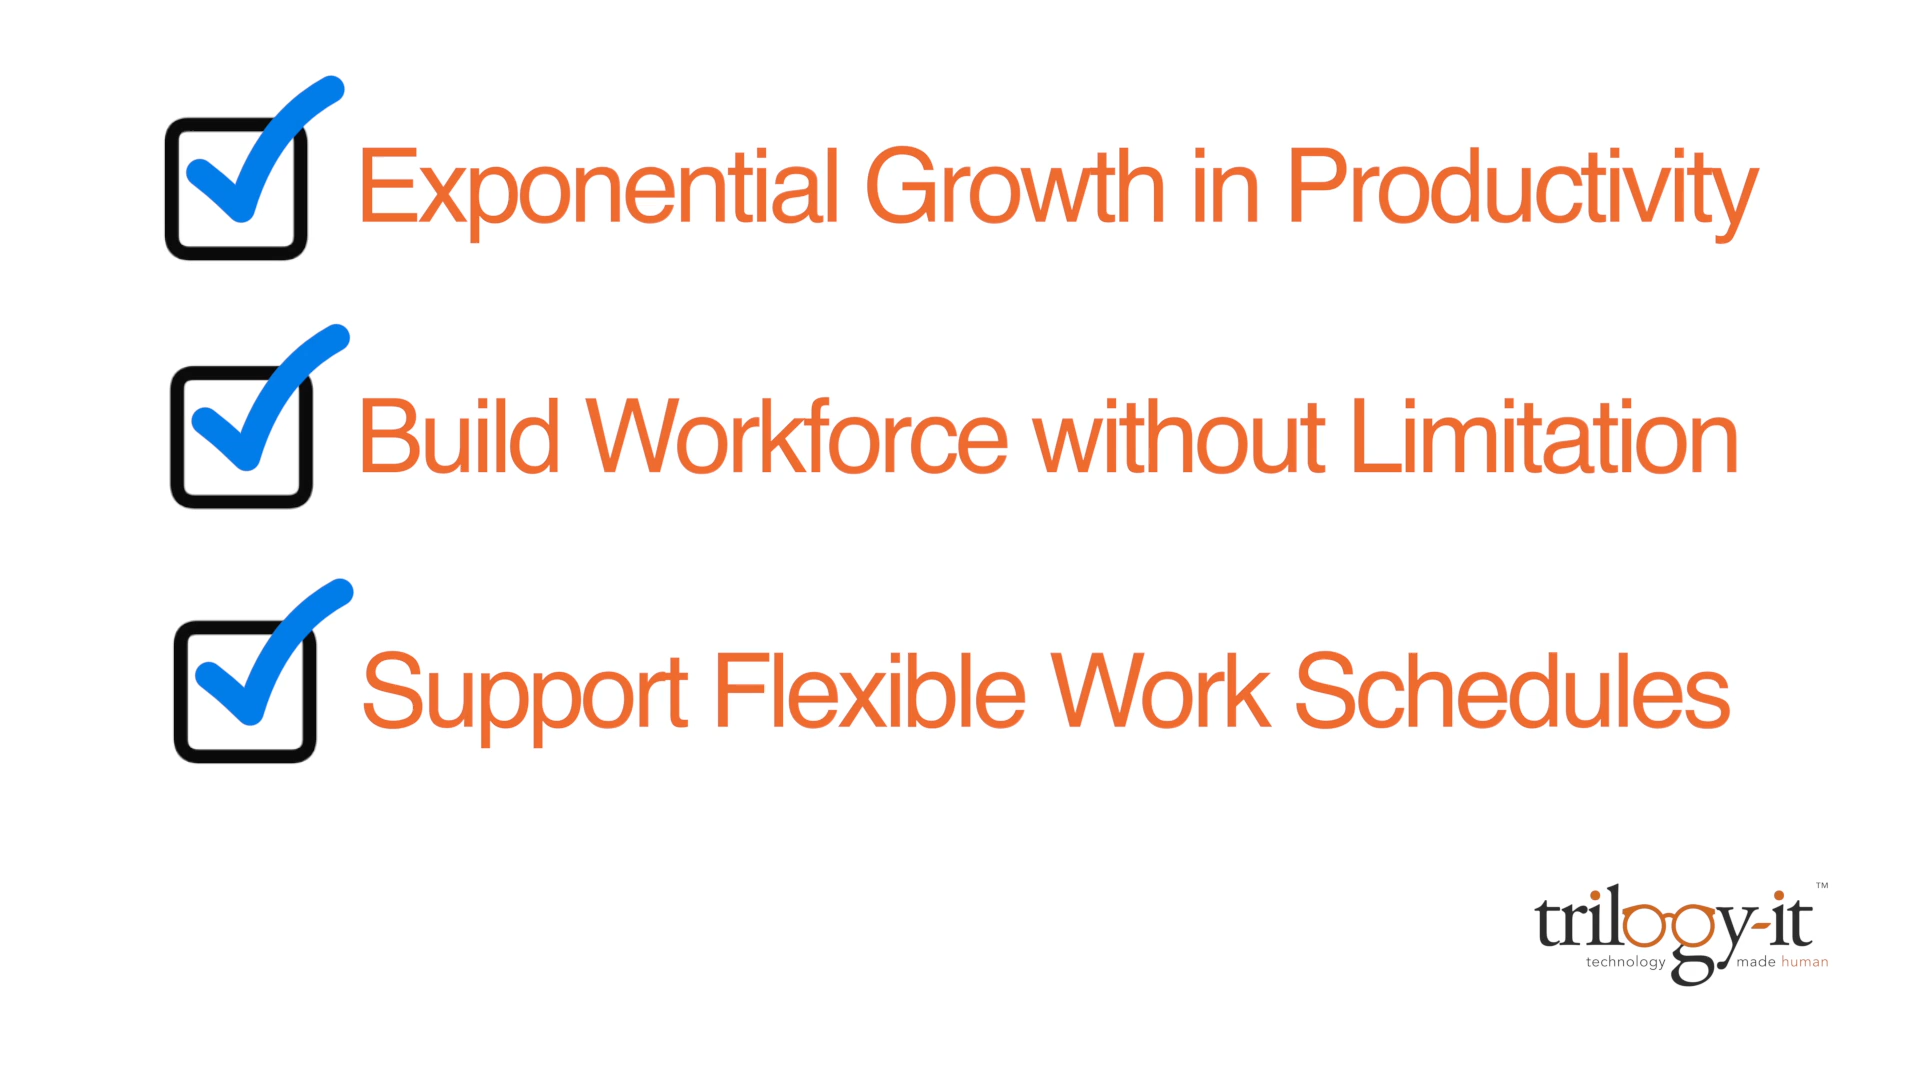 Exponential Growth in Productivity
Build Workforce without Limitation
Support Flexible Work Schedules
trilogy-it™
technology made human